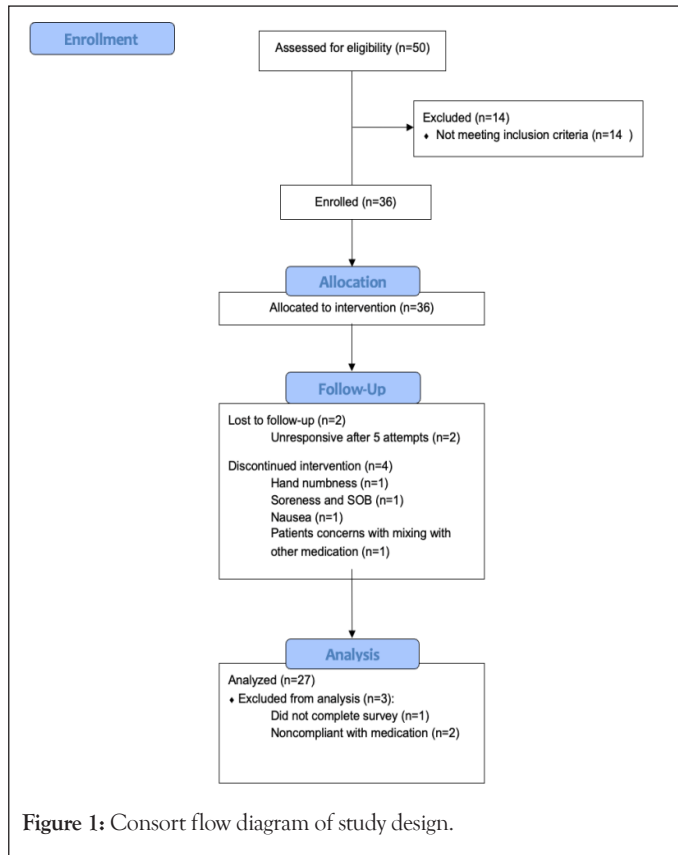 Enrollment
Assessed for eligibility (n=50)
Excluded (n=14)
♦ Not meeting inclusion criteria (n=14 )
Enrolled (n=36)
Allocation
Allocated to intervention (n=36)
Follow-Up
Lost to follow-up (n=2)
Unresponsive after 5 attempts (n=2)
Discontinued intervention (n=4)
Hand numbness (n=1)
Soreness and SOB (n=1)
Nausea (n=1)
Patients concerns with mixing with
other medication (n=1)
Analysis
Analyzed (n=27)
♦ Excluded from analysis (n=3):
Did not complete survey (n=1)
Noncompliant with medication (n=2)
Figure 1: Consort flow diagram of study design.